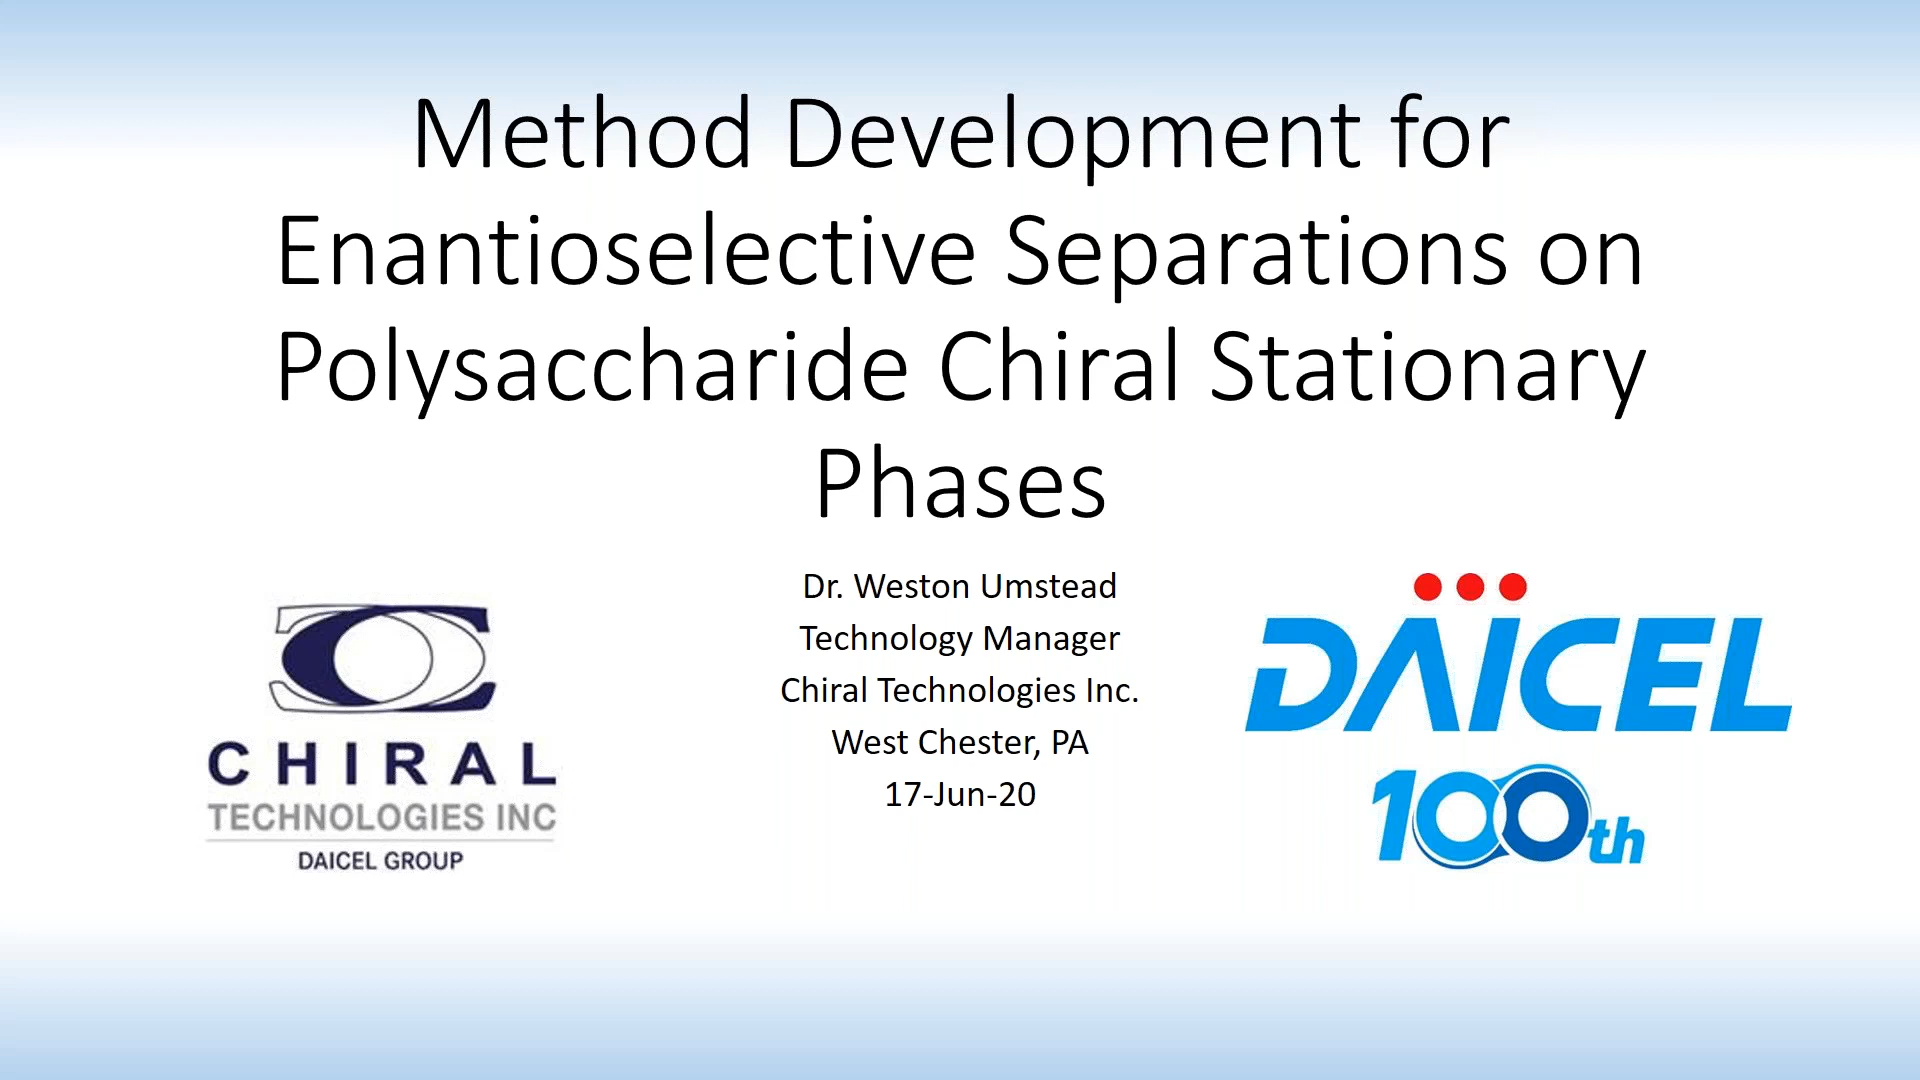 Method Development for
Enantioselective Separations on
Polysaccharide Chiral Stationary
Phases
Dr. Weston Umstead
Technology Manager
Chiral Technologies Inc.
West Chester, PA
17-Jun-20
CHIRAL
TECHNOLOGIES INC
DAICEL GROUP
DAICEL
100th